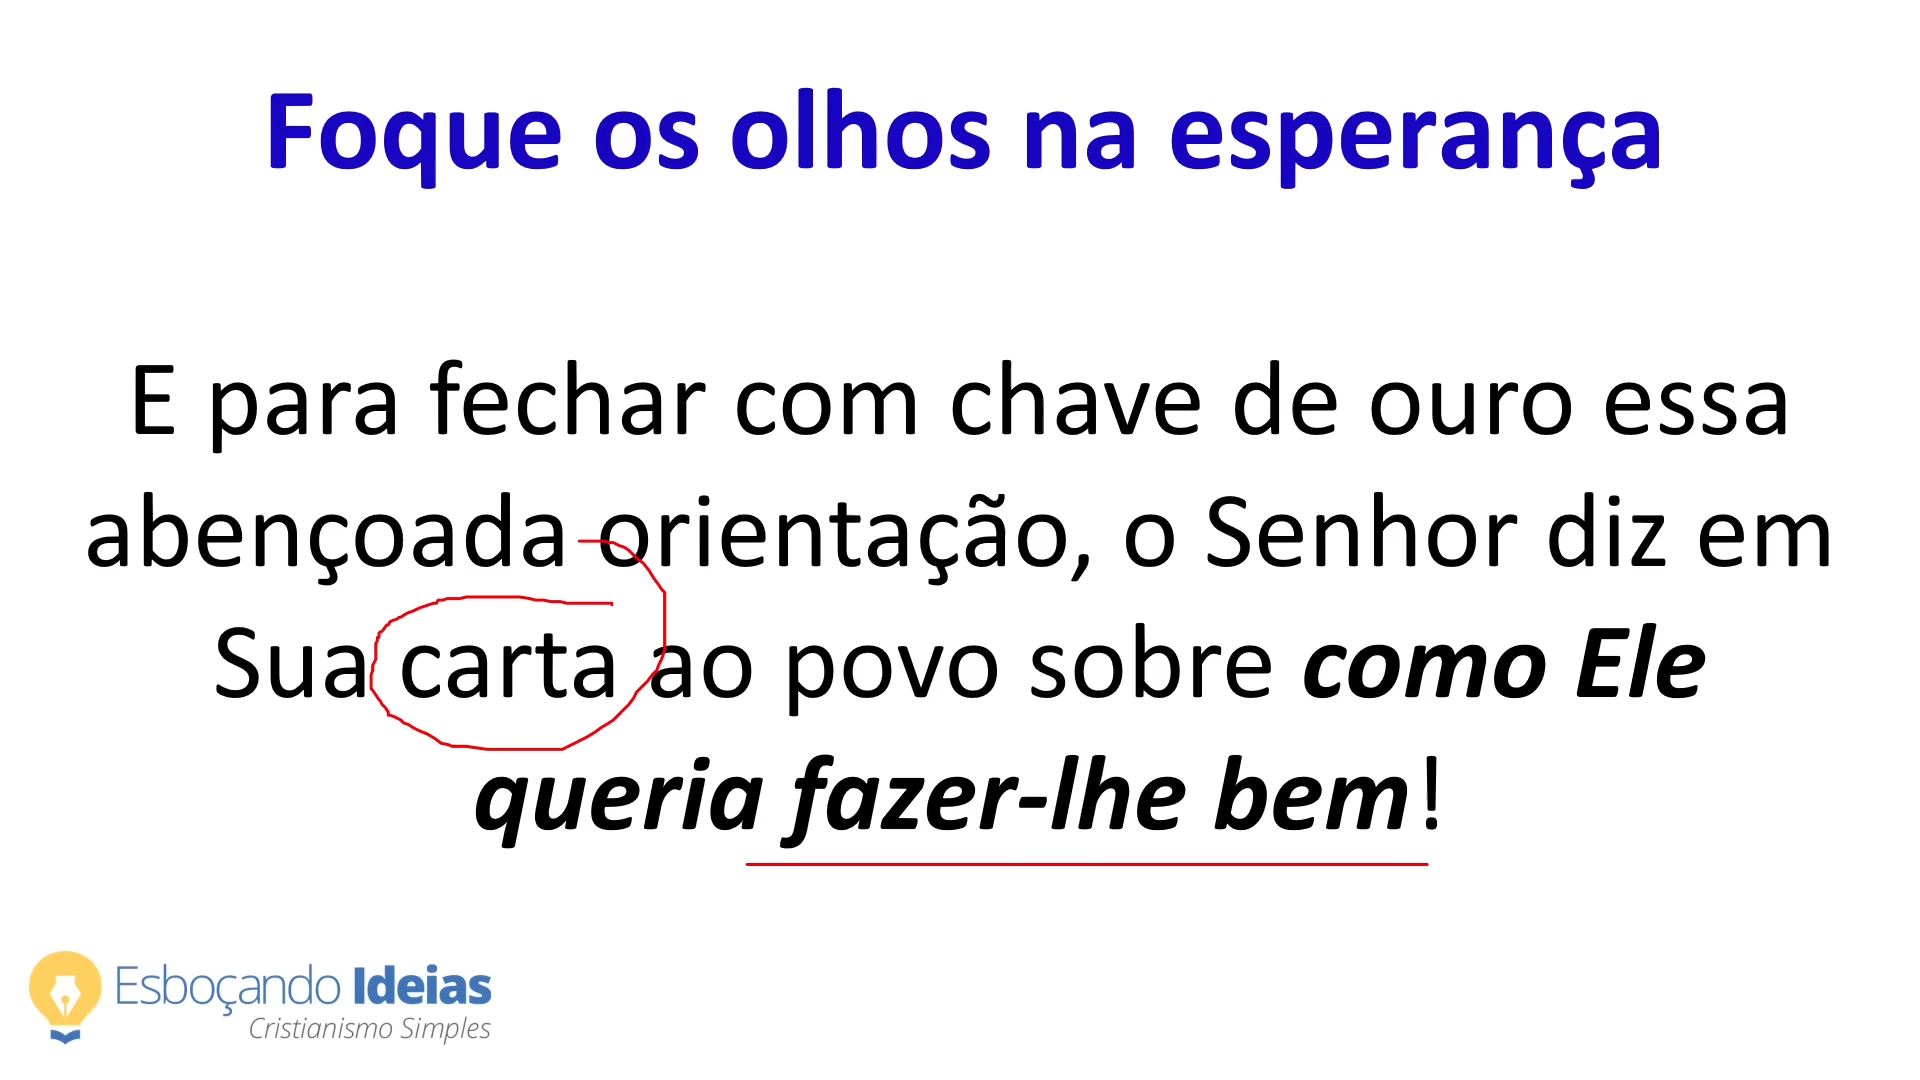 Foque os olhos na esperança
E para fechar com chave de ouro essa
abençoada orientação, o Senhor diz em
Sua carta ao povo sobre como Ele
queria fazer-lhe bem!
Esboçando Ideias
Cristianismo Simples